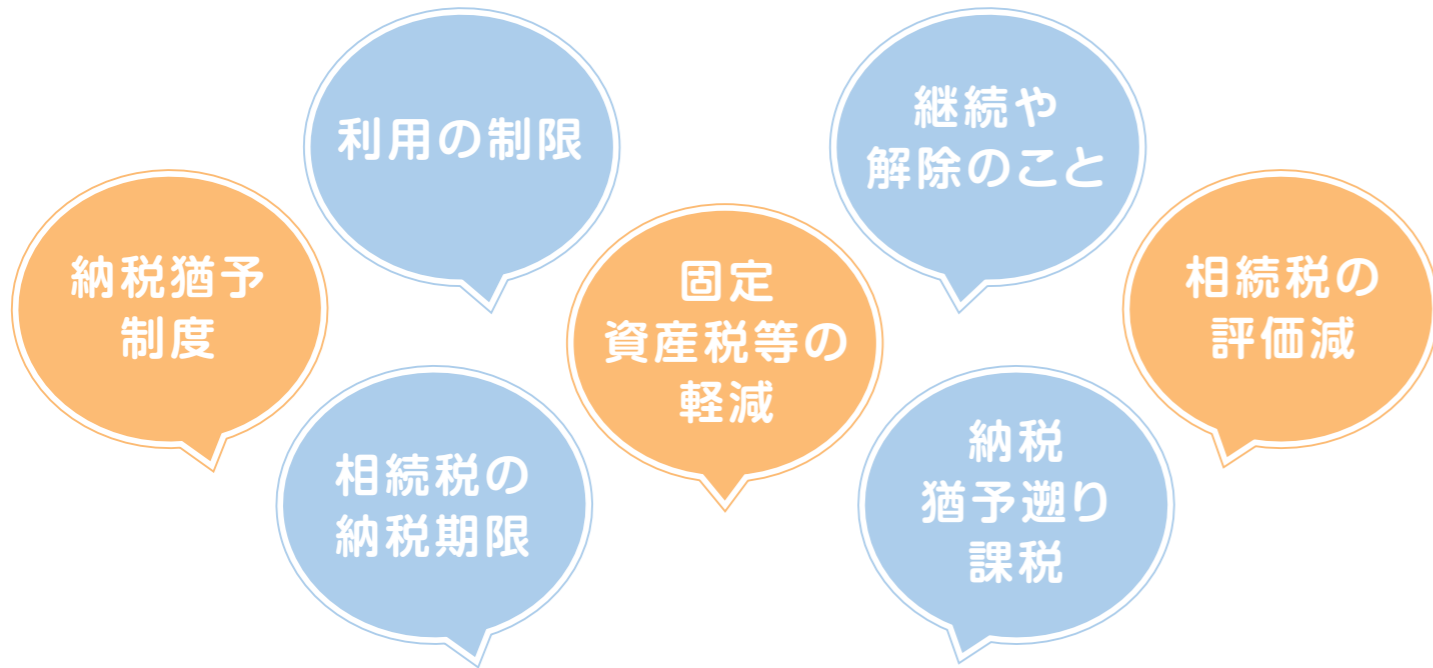 利用の制限
継続や
解除のこと
納税猶予
制度
固定
資産税等の
軽減
相続税の
評価減
相続税の
納税期限
納税
猶予遡り
課税